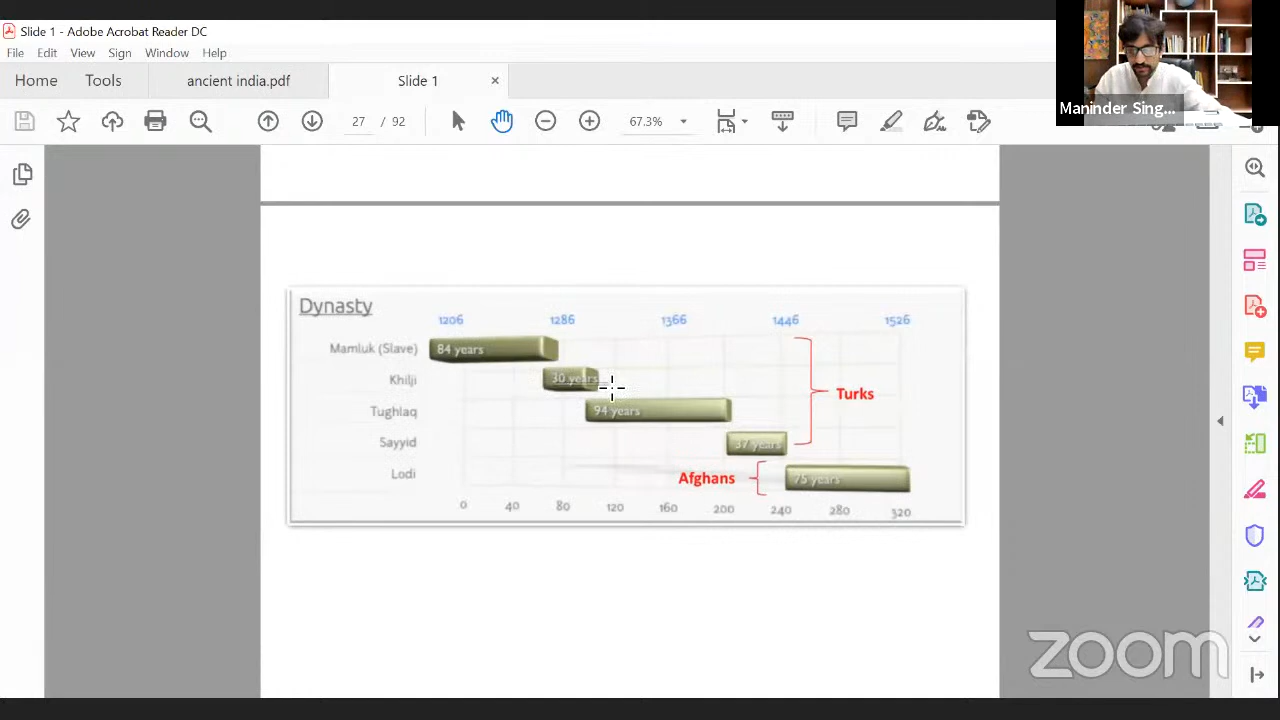 Slide 1 - Adobe Acrobat Reader DC
File Edit View Sign Window Help
Home Tools ancient india.pdf Slide 1
27 / 92 67.3%
Maninder Sing...
Dynasty
1206 1286 1366 1446 1526
Mamluk (Slave) 84 years
Khilji 30 years
Turks
Tughlaq 94 years
Sayyid 37 years
Lodi Afghans 75 years
0 40 80 120 160 200 240 280 320
zoom